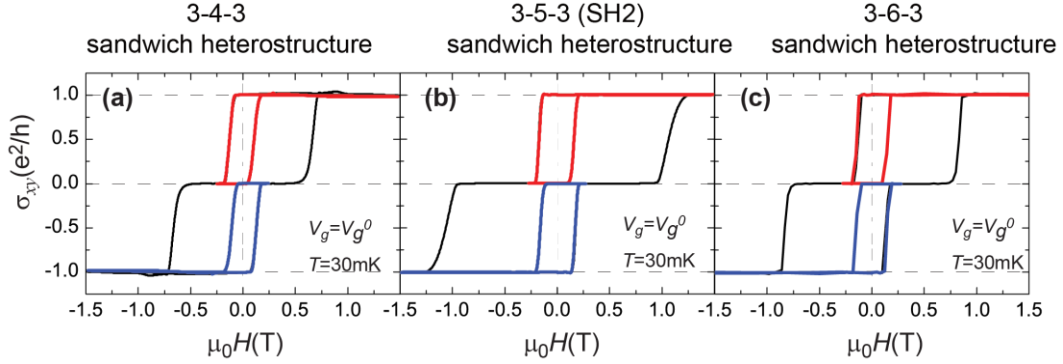 3-4-3
sandwich heterostructure
3-5-3 (SH2)
sandwich heterostructure
3-6-3
sandwich heterostructure
σxy(e²/h)
1.0
0.5
0.0
-0.5
-1.0
(a)
Vg=Vg⁰
T=30mK
(b)
Vg=Vg⁰
T=30mK
(c)
Vg=Vg⁰
T=30mK
-1.5 -1.0 -0.5 0.0 0.5 1.0 -1.5 -1.0 -0.5 0.0 0.5 1.0 -1.5 -1.0 -0.5 0.0 0.5 1.0 1.5
μ₀H(T)
μ₀H(T)
μ₀H(T)